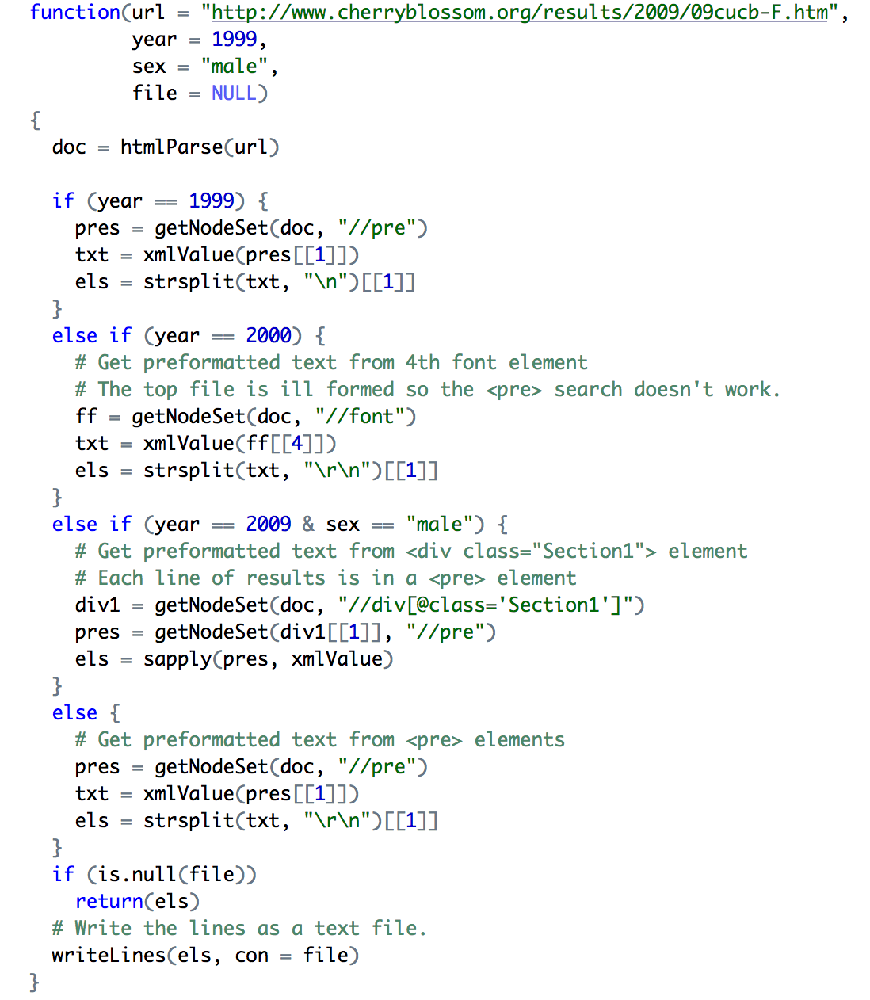 function(url = "http://www.cherryblossom.org/results/2009/09cucb-F.htm",
         year = 1999,
         sex = "male",
         file = NULL)
{
  doc = htmlParse(url)

  if (year == 1999) {
    pres = getNodeSet(doc, "//pre")
    txt = xmlValue(pres[[1]])
    els = strsplit(txt, "\n")[[1]]
  }
  else if (year == 2000) {
    # Get preformatted text from 4th font element
    # The top file is ill formed so the <pre> search doesn't work.
    ff = getNodeSet(doc, "//font")
    txt = xmlValue(ff[[4]])
    els = strsplit(txt, "\r\n")[[1]]
  }
  else if (year == 2009 & sex == "male") {
    # Get preformatted text from <div class="Section1"> element
    # Each line of results is in a <pre> element
    div1 = getNodeSet(doc, "//div[@class='Section1']")
    pres = getNodeSet(div1[[1]], "//pre")
    els = sapply(pres, xmlValue)
  }
  else {
    # Get preformatted text from <pre> elements
    pres = getNodeSet(doc, "//pre")
    txt = xmlValue(pres[[1]])
    els = strsplit(txt, "\r\n")[[1]]
  }
  if (is.null(file))
    return(els)
  # Write the lines as a text file.
  writeLines(els, con = file)
}